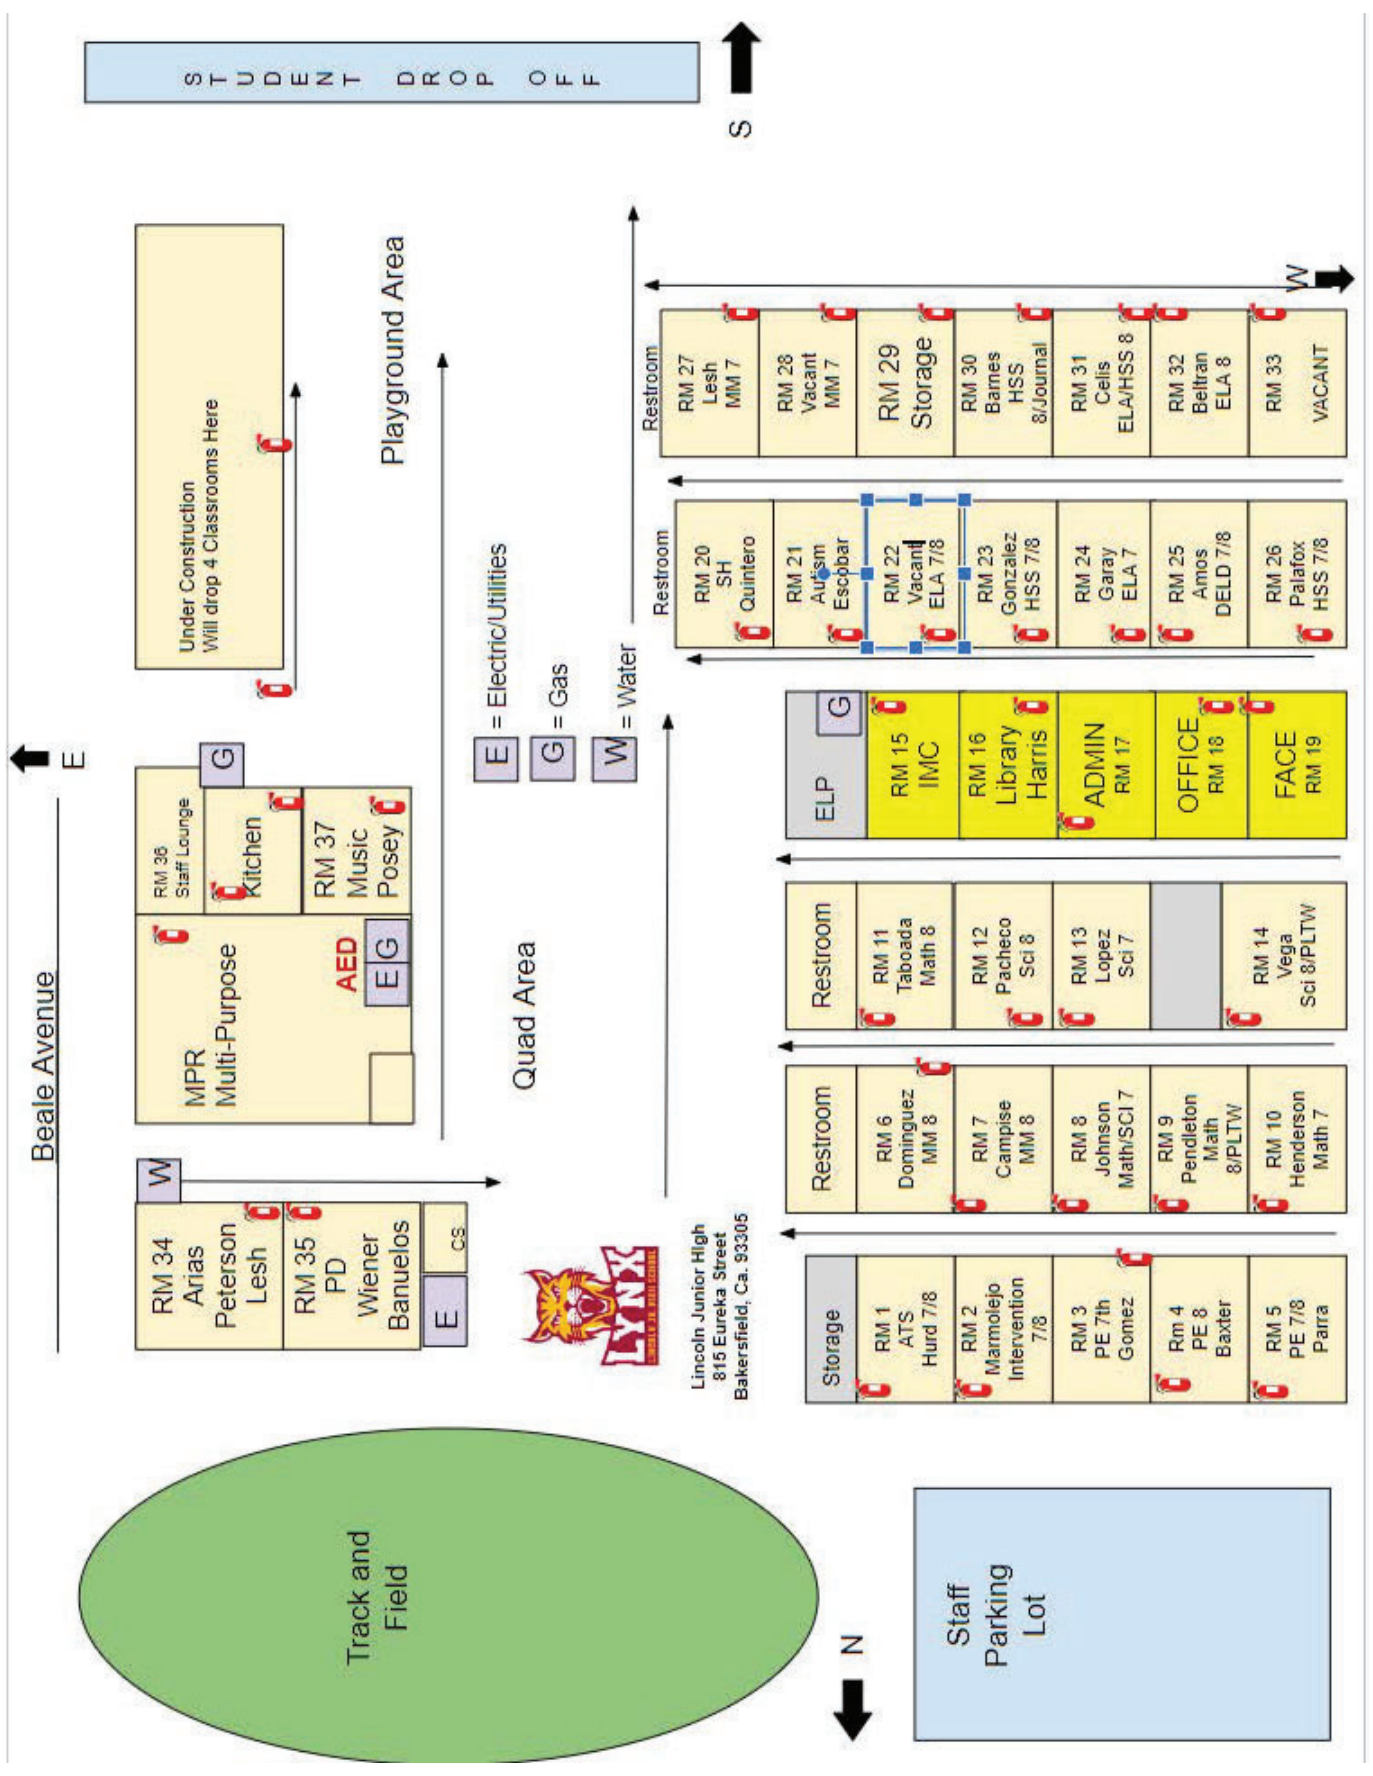 STUDENT DROP OFF
S
E
W
N
Beale Avenue
Under Construction
Will drop 4 Classrooms Here
Playground Area
RM 36
Staff Lounge
Kitchen
G
RM 37
Music
Posey
MPR
Multi-Purpose
AED
E
G
W
RM 34
Arias
Peterson
Lesh
RM 35
PD
Wiener
Banuelos
E
CS
E = Electric/Utilities
G = Gas
W = Water
Quad Area
LYNX
LINCOLN JR. HIGH SCHOOL
Lincoln Junior High
815 Eureka Street
Bakersfield, Ca. 93305
Track and
Field
Staff
Parking
Lot
Storage
RM 1
ATS
Hurd 7/8
RM 2
Marmolejo
Intervention
7/8
RM 3
PE 7th
Gomez
Rm 4
PE 8
Baxter
RM 5
PE 7/8
Parra
Restroom
RM 6
Dominguez
MM 8
RM 7
Campise
MM 8
RM 8
Johnson
Math/SCI 7
RM 9
Pendleton
Math
8/PLTW
RM 10
Henderson
Math 7
Restroom
RM 11
Taboada
Math 8
RM 12
Pacheco
Sci 8
RM 13
Lopez
Sci 7
RM 14
Vega
Sci 8/PLTW
ELP
G
RM 15
IMC
RM 16
Library
Harris
ADMIN
RM 17
OFFICE
RM 18
FACE
RM 19
Restroom
RM 20
SH
Quintero
RM 21
Autism
Escobar
RM 22
Vacant
ELA 7/8
RM 23
Gonzalez
HSS 7/8
RM 24
Garay
ELA 7
RM 25
Amos
DELD 7/8
RM 26
Palafox
HSS 7/8
Restroom
RM 27
Lesh
MM 7
RM 28
Vacant
MM 7
RM 29
Storage
RM 30
Barnes
HSS
8/Journal
RM 31
Celis
ELA/HSS 8
RM 32
Beltran
ELA 8
RM 33
VACANT